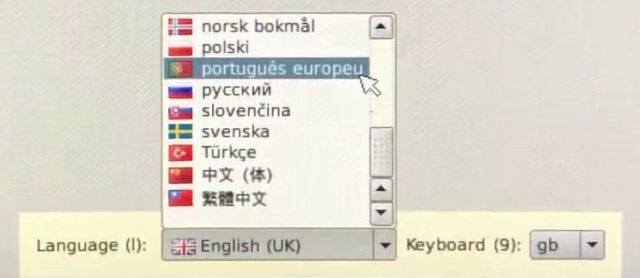 norsk bokmål
polski
português europeu
русский
slovenčina
svenska
Türkçe
中文 (体)
繁體中文
Language (l): English (UK) Keyboard (9): gb